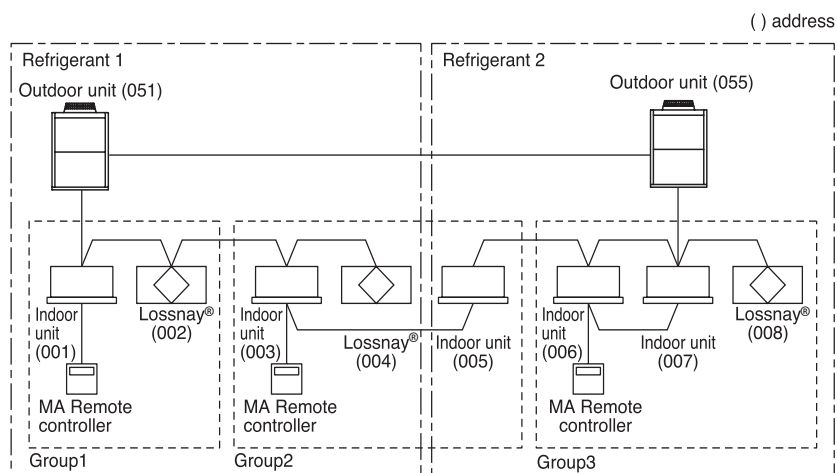 ( ) address
Refrigerant 1
Refrigerant 2
Outdoor unit (051)
Outdoor unit (055)
Indoor
unit
(001)
Lossnay®
(002)
Indoor
unit
(003)
Lossnay®
(004)
Indoor unit
(005)
Indoor
unit
(006)
Indoor unit
(007)
Lossnay®
(008)
MA Remote
controller
MA Remote
controller
MA Remote
controller
Group1
Group2
Group3